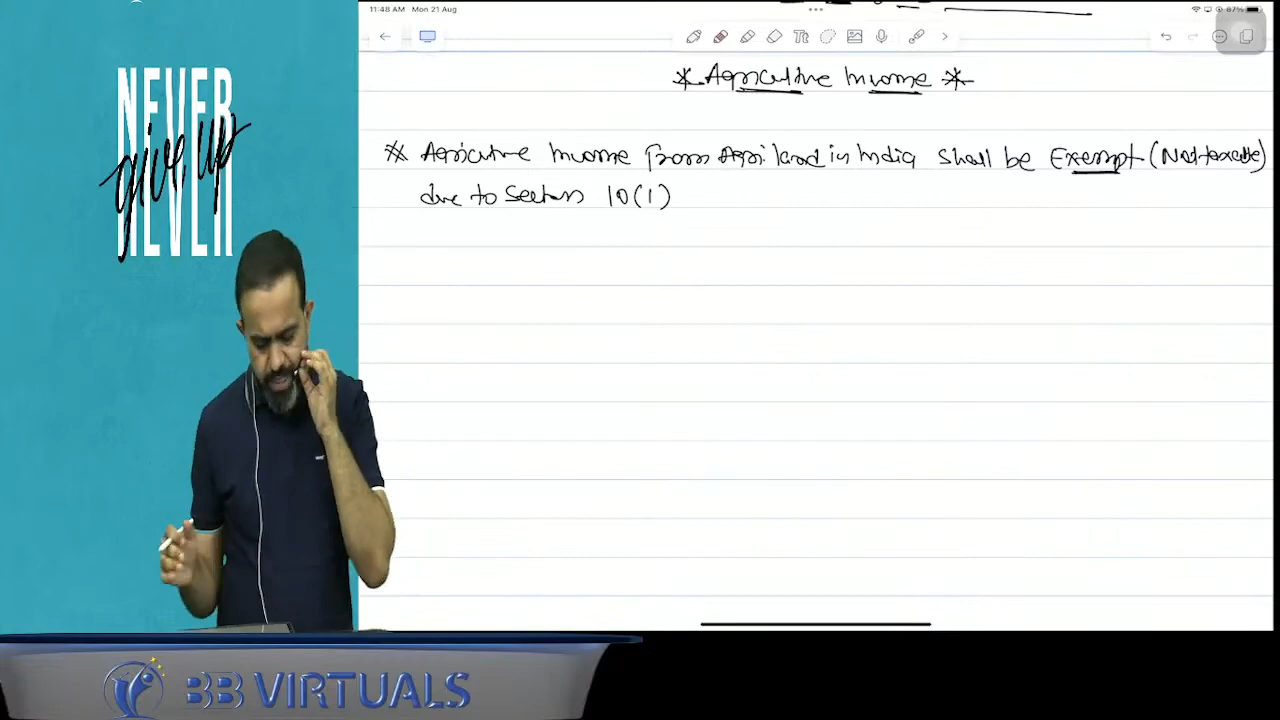 11:48 AM Mon 21 Aug
87%
NEVER
give up
NEVER
* Agriculture Income *
* Agriculture Income from Agri land in India shall be Exempt (Not taxable)
due to section 10(1)
BB VIRTUALS